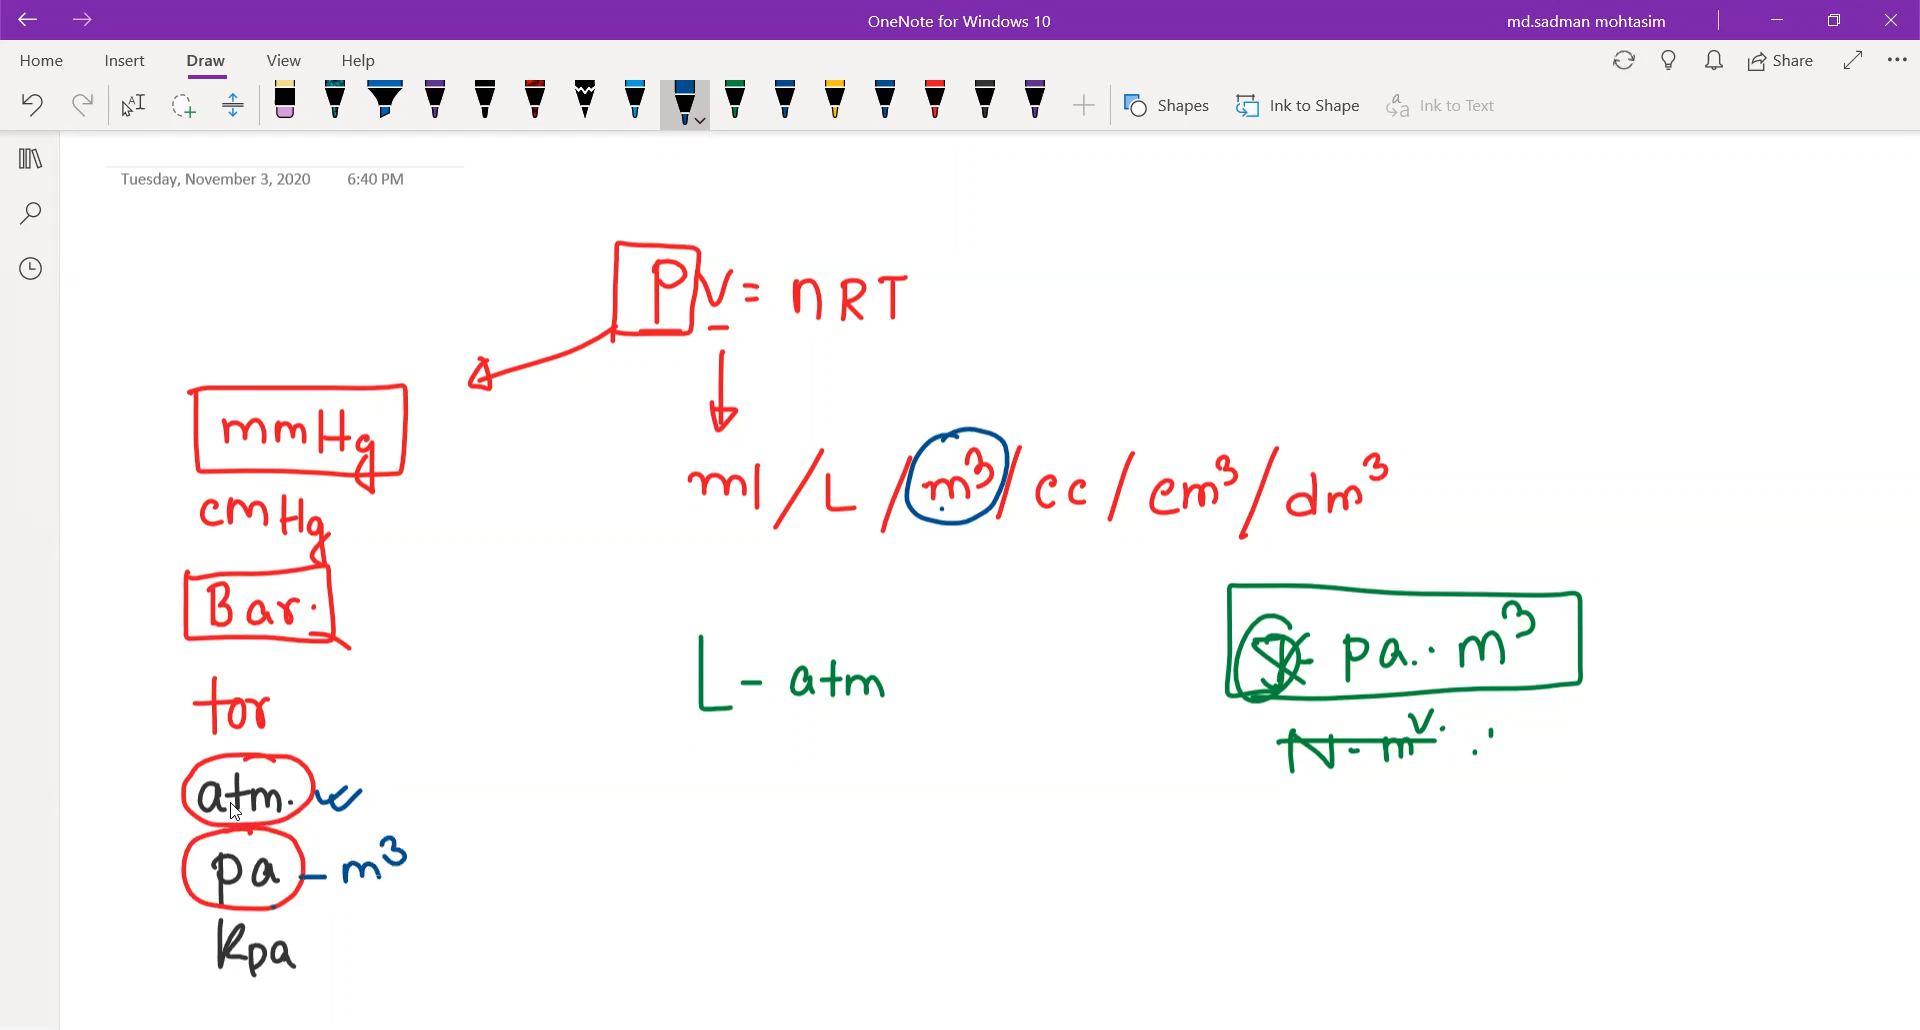 OneNote for Windows 10
md.sadman mohtasim
Home Insert Draw View Help
Share
Shapes Ink to Shape Ink to Text
Tuesday, November 3, 2020 6:40 PM
PV = nRT
mmHg
cmHg
Bar.
tor
atm.
pa - m³
Kpa
ml / L / m³ / cc / cm³ / dm³
L - atm
pa. · m³
N - m